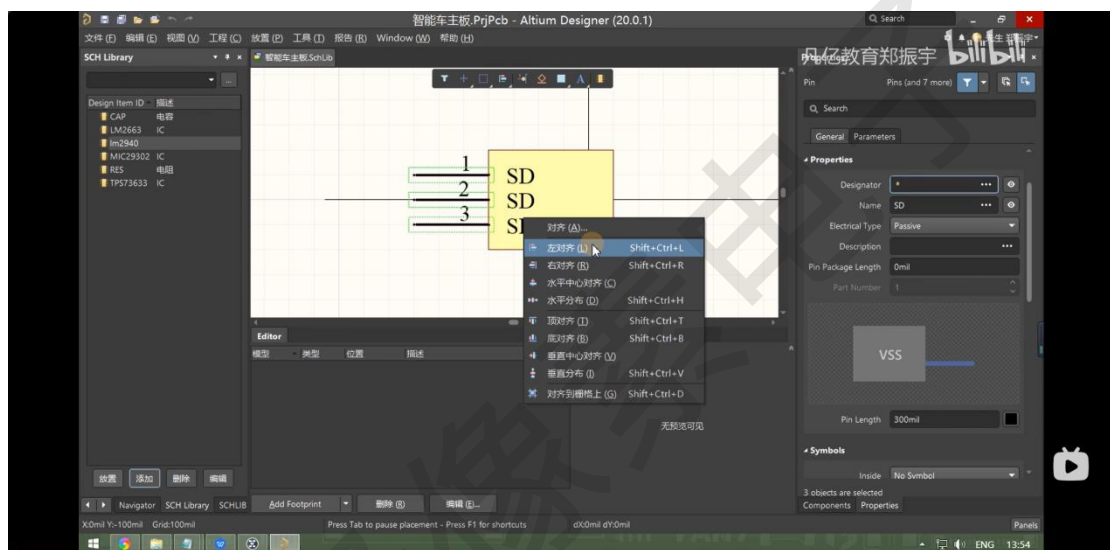 智能车主板.PrjPcb - Altium Designer (20.0.1)
Search
文件 (F) 编辑 (E) 视图 (V) 工程 (C) 放置 (P) 工具 (T) 报告 (R) Window (W) 帮助 (H)
SCH Library
智能车主板.SchLib
凡亿教育郑振宇
bilibili
Pin
Pins (and 7 more)
Search
General Parameters
Design Item ID 描述
CAP 电容
LM2663 IC
lm2940
MIC29302 IC
RES 电阻
TPS73633 IC
1 SD
2 SD
3
Properties
Designator *
Name SD
Electrical Type Passive
Description
Pin Package Length 0mil
Part Number 1
对齐 (A)...
左对齐 (L) Shift+Ctrl+L
右对齐 (R) Shift+Ctrl+R
水平中心对齐 (C)
水平分布 (D) Shift+Ctrl+H
顶对齐 (T) Shift+Ctrl+T
底对齐 (B) Shift+Ctrl+B
垂直中心对齐 (V)
垂直分布 (I) Shift+Ctrl+V
对齐到栅格上 (G) Shift+Ctrl+D
Editor
模型 类型 位置 描述
VSS
无预览可见
Pin Length 300mil
Symbols
Inside No Symbol
3 objects are selected
放置 添加 删除 编辑
Navigator SCH Library SCHLIB
Add Footprint 删除 (R) 编辑 (E)...
Components Properties
X:0mil Y:-100mil Grid:100mil
Press Tab to pause placement - Press F1 for shortcuts
dX:0mil dY:0mil
Panels
ENG 13:54